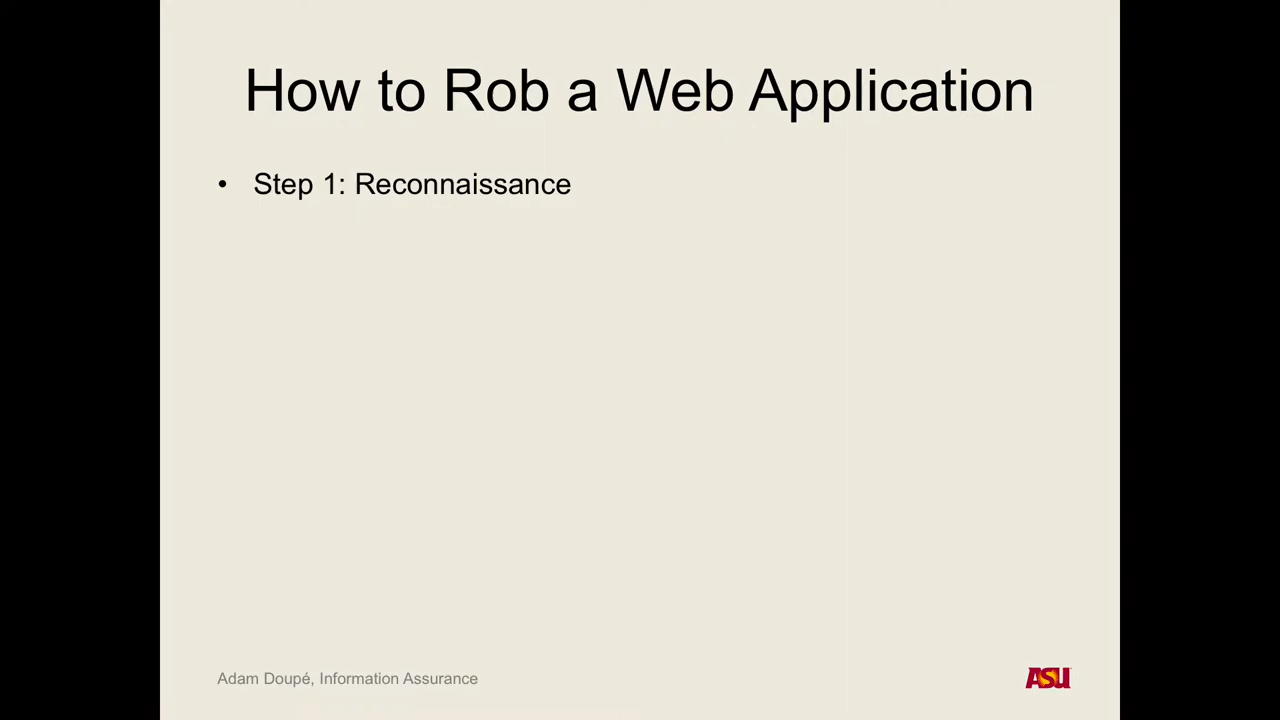 How to Rob a Web Application
• Step 1: Reconnaissance
Adam Doupé, Information Assurance
ASU